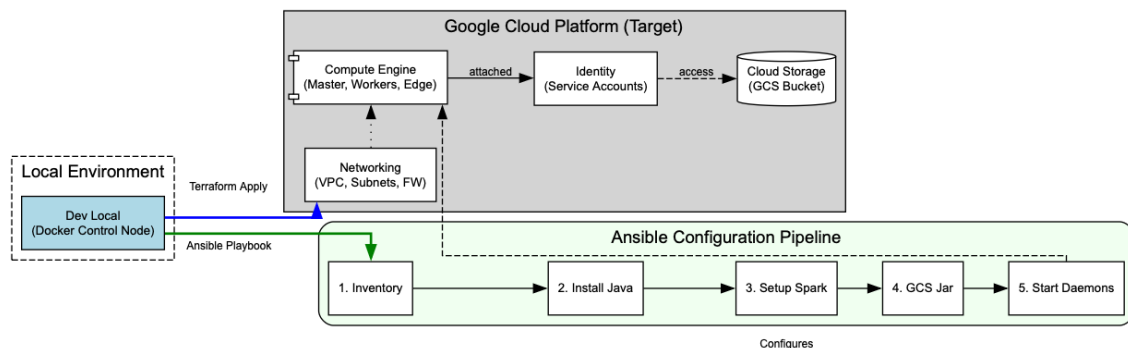 Google Cloud Platform (Target)
Compute Engine
(Master, Workers, Edge)
attached
Identity
(Service Accounts)
access
Cloud Storage
(GCS Bucket)
Networking
(VPC, Subnets, FW)
Local Environment
Dev Local
(Docker Control Node)
Terraform Apply
Ansible Playbook
Ansible Configuration Pipeline
1. Inventory
2. Install Java
3. Setup Spark
4. GCS Jar
5. Start Daemons
Configures